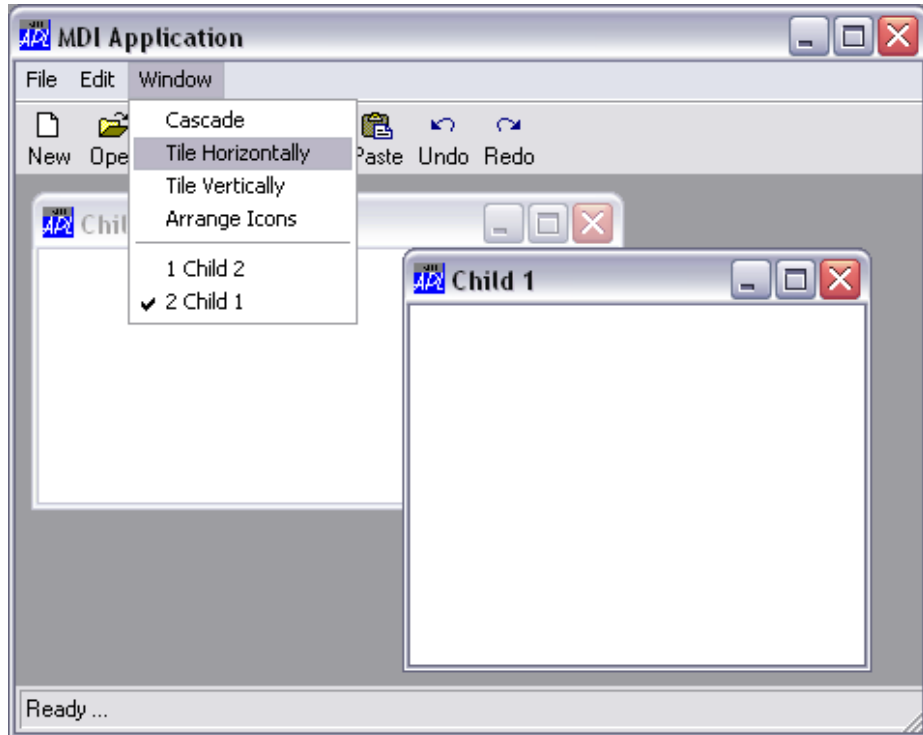 MDI Application
File Edit Window
Cascade
Tile Horizontally
Tile Vertically
Arrange Icons
1 Child 2
2 Child 1
New Undo Redo
Child 1
Ready ...